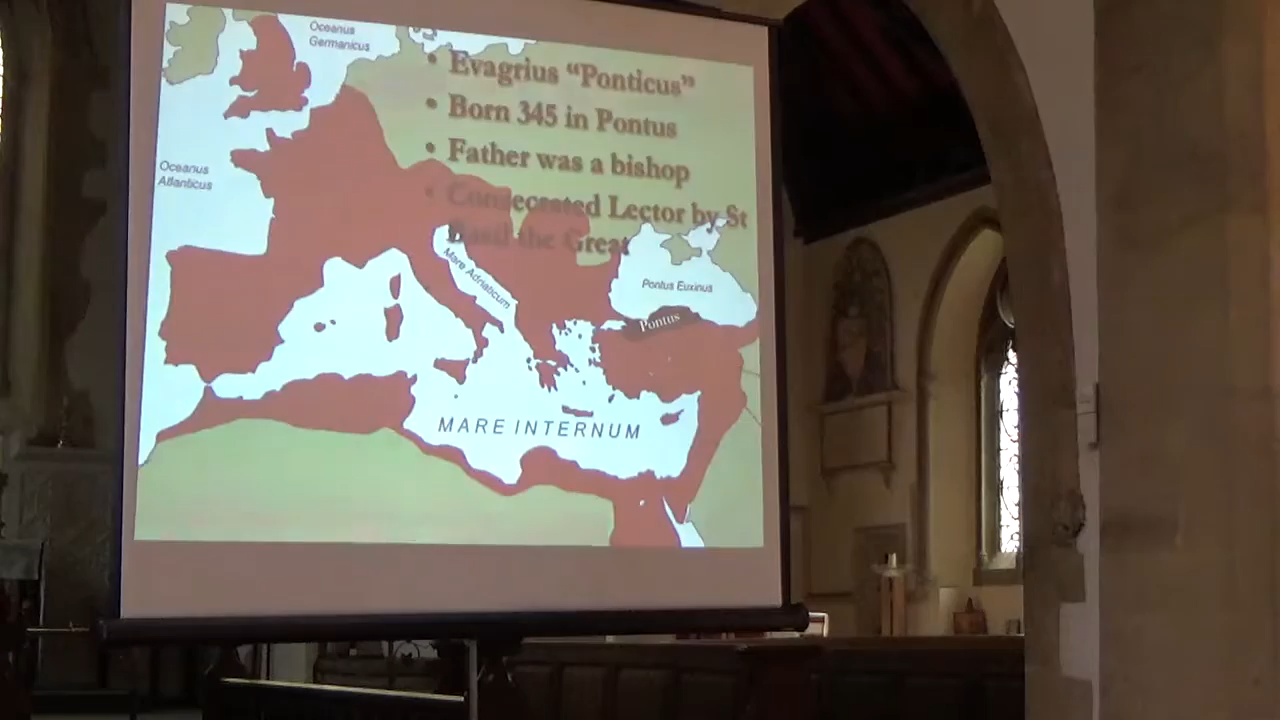 Oceanus
Germanicus
• Evagrius “Ponticus”
• Born 345 in Pontus
• Father was a bishop
• Consecrated Lector by St
Basil the Great
Oceanus
Atlanticus
Mare Adriaticum
Pontus Euxinus
Pontus
MARE INTERNUM